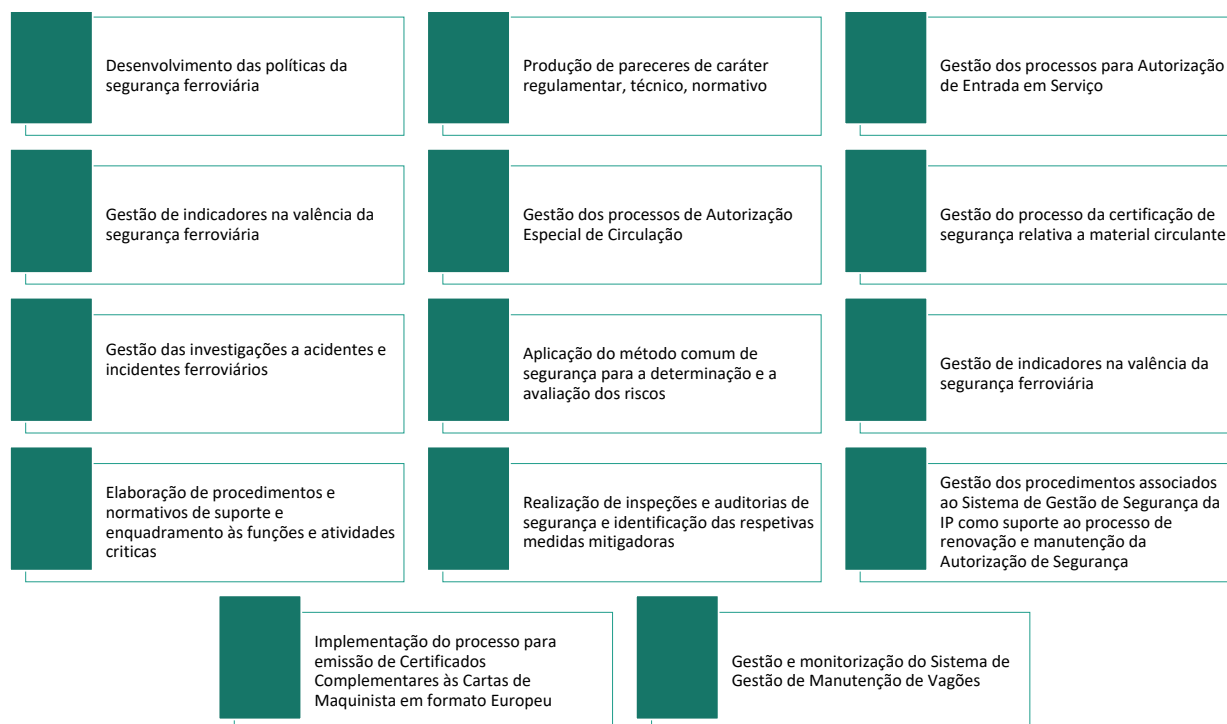 Desenvolvimento das políticas da
segurança ferroviária
Produção de pareceres de caráter
regulamentar, técnico, normativo
Gestão dos processos para Autorização
de Entrada em Serviço
Gestão de indicadores na valência da
segurança ferroviária
Gestão dos processos de Autorização
Especial de Circulação
Gestão do processo da certificação de
segurança relativa a material circulante
Gestão das investigações a acidentes e
incidentes ferroviários
Aplicação do método comum de
segurança para a determinação e a
avaliação dos riscos
Gestão de indicadores na valência da
segurança ferroviária
Elaboração de procedimentos e
normativos de suporte e
enquadramento às funções e atividades
criticas
Realização de inspeções e auditorias de
segurança e identificação das respetivas
medidas mitigadoras
Gestão dos procedimentos associados
ao Sistema de Gestão de Segurança da
IP como suporte ao processo de
renovação e manutenção da
Autorização de Segurança
Implementação do processo para
emissão de Certificados
Complementares às Cartas de
Maquinista em formato Europeu
Gestão e monitorização do Sistema de
Gestão de Manutenção de Vagões